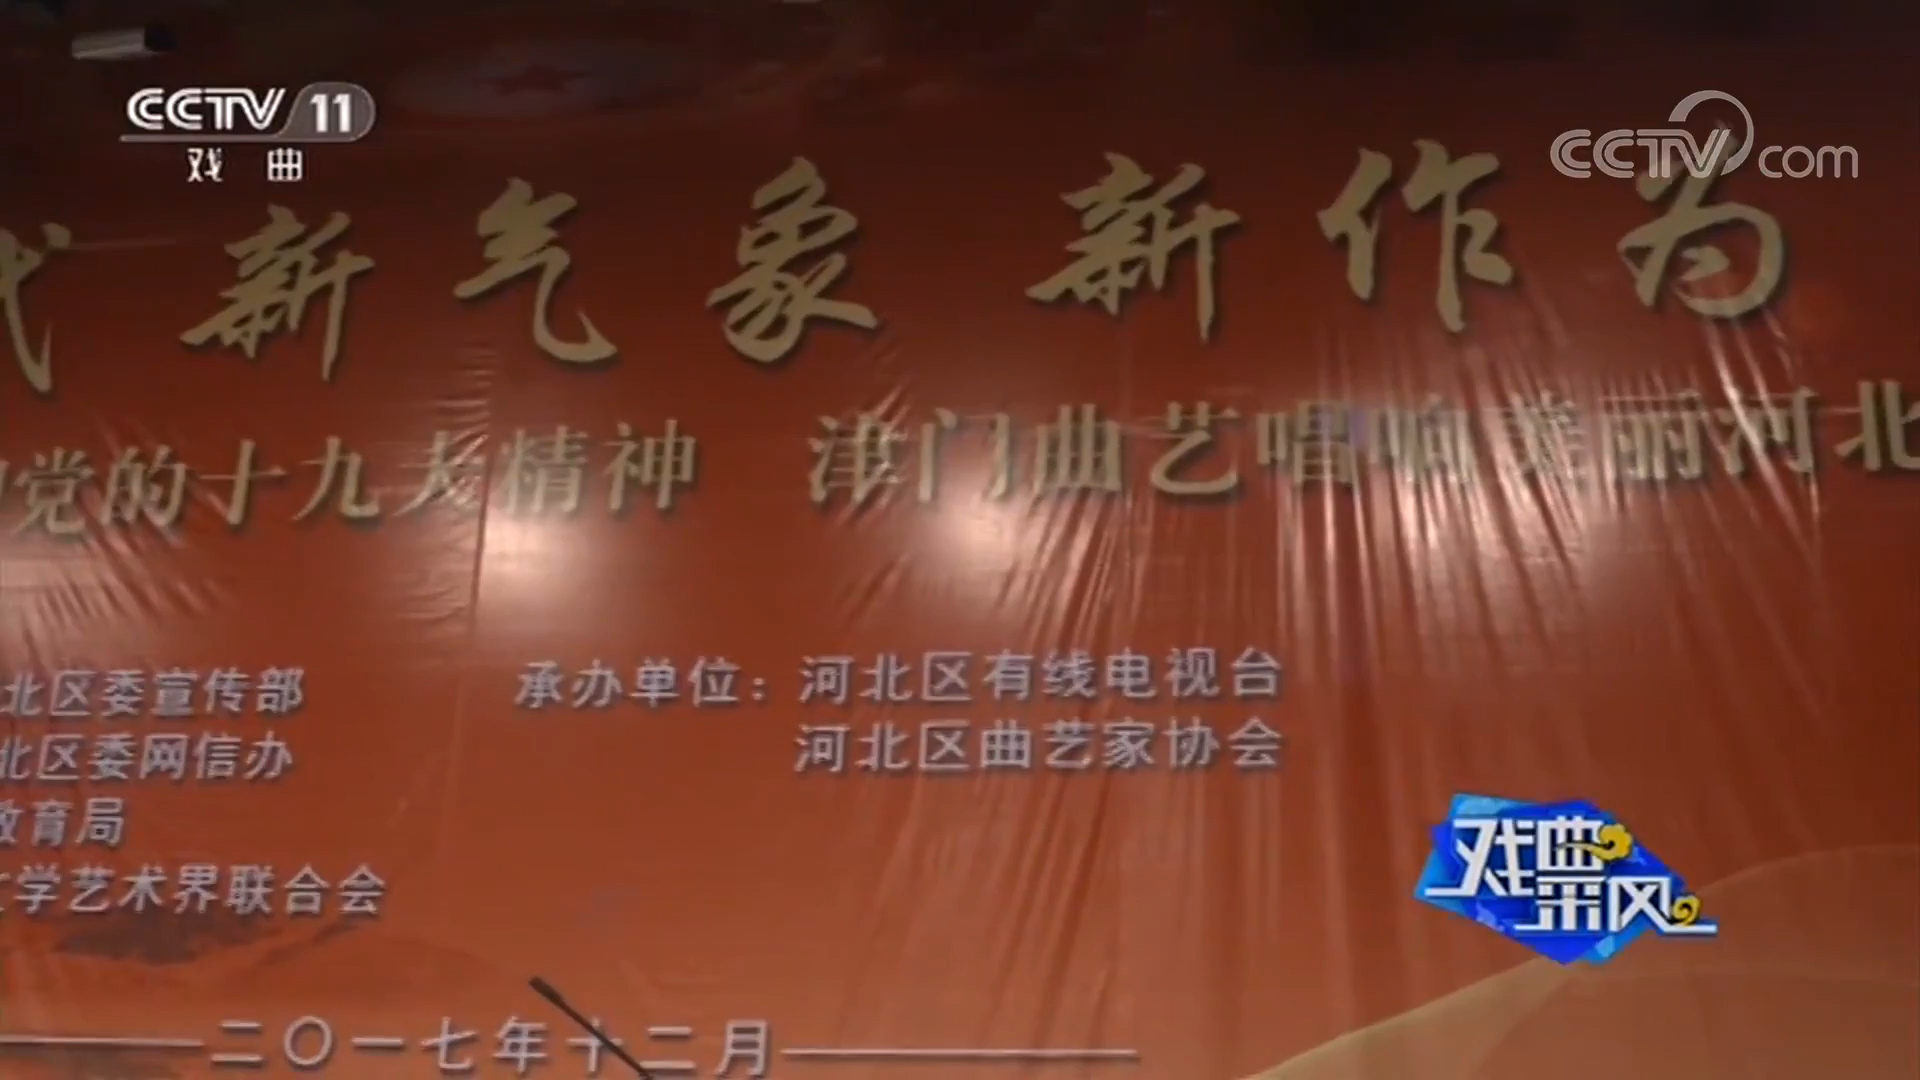 CCTV 11
戏曲
CCTV com
代 新气象 新作为
党的十九大精神 津门曲艺唱响美丽河北
北区委宣传部
北区委网信办
教育局
文学艺术界联合会
承办单位：河北区有线电视台
河北区曲艺家协会
戏曲采风
二〇一七年十二月